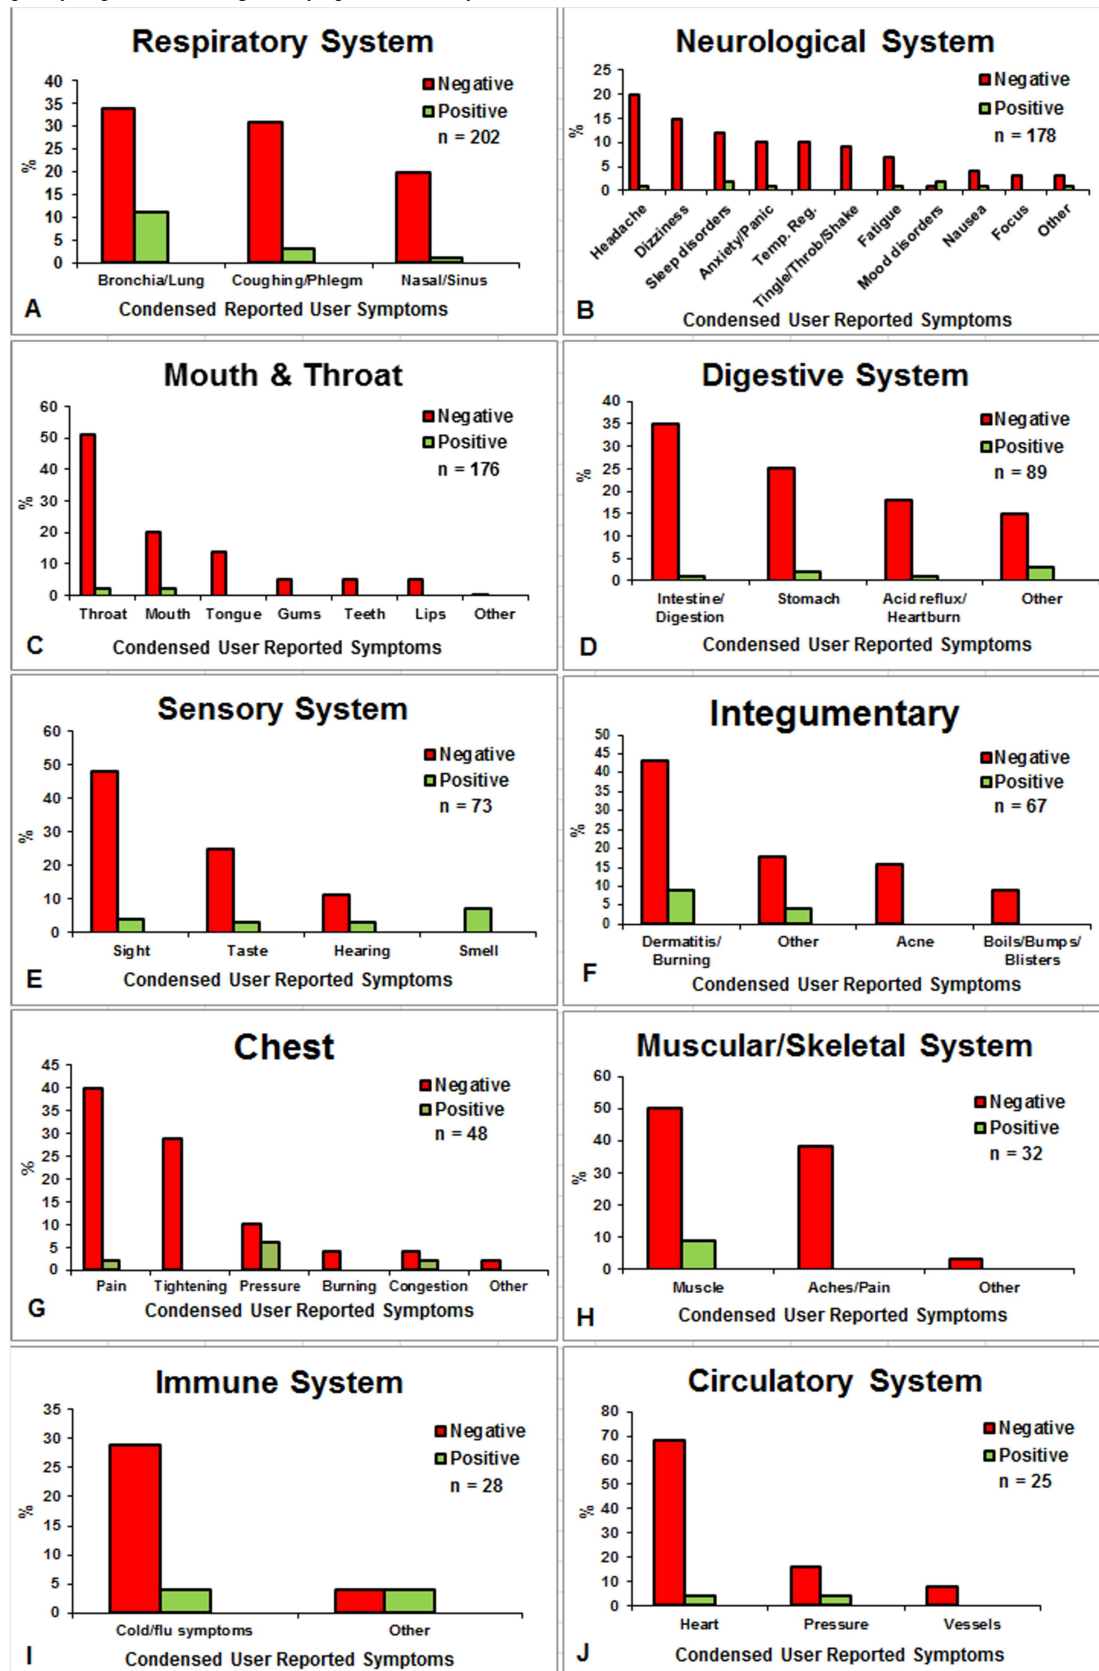 Respiratory System
40
35
30
25
20
15
10
5
0
%
Negative
Positive
n = 202
Bronchia/Lung Coughing/Phlegm Nasal/Sinus
A Condensed Reported User Symptoms
Neurological System
25
20
15
10
5
0
%
Negative
Positive
n = 178
Headache
Dizziness
Sleep disorders
Anxiety/Panic
Temp. Reg.
Tingle/Throb/Shake
Fatigue
Mood disorders
Nausea
Focus
Other
B Condensed User Reported Symptoms
Mouth & Throat
60
50
40
30
20
10
0
%
Negative
Positive
n = 176
Throat Mouth Tongue Gums Teeth Lips Other
C Condensed User Reported Symptoms
Digestive System
40
35
30
25
20
15
10
5
0
%
Negative
Positive
n = 89
Intestine/ Stomach Acid reflux/ Other
Digestion Heartburn
D Condensed User Reported Symptoms
Sensory System
60
50
40
30
20
10
0
%
Negative
Positive
n = 73
Sight Taste Hearing Smell
E Condensed User Reported Symptoms
Integumentary
50
45
40
35
30
25
20
15
10
5
0
%
Negative
Positive
n = 67
Dermatitis/ Other Acne Boils/Bumps/
Burning Blisters
F Condensed User Reported Symptoms
Chest
45
40
35
30
25
20
15
10
5
0
%
Negative
Positive
n = 48
Pain Tightening Pressure Burning Congestion Other
G Condensed User Reported Symptoms
Muscular/Skeletal System
60
50
40
30
20
10
0
%
Negative
Positive
n = 32
Muscle Aches/Pain Other
H Condensed User Reported Symptoms
Immune System
35
30
25
20
15
10
5
0
%
Negative
Positive
n = 28
Cold/flu symptoms Other
I Condensed User Reported Symptoms
Circulatory System
80
70
60
50
40
30
20
10
0
%
Negative
Positive
n = 25
Heart Pressure Vessels
J Condensed User Reported Symptoms